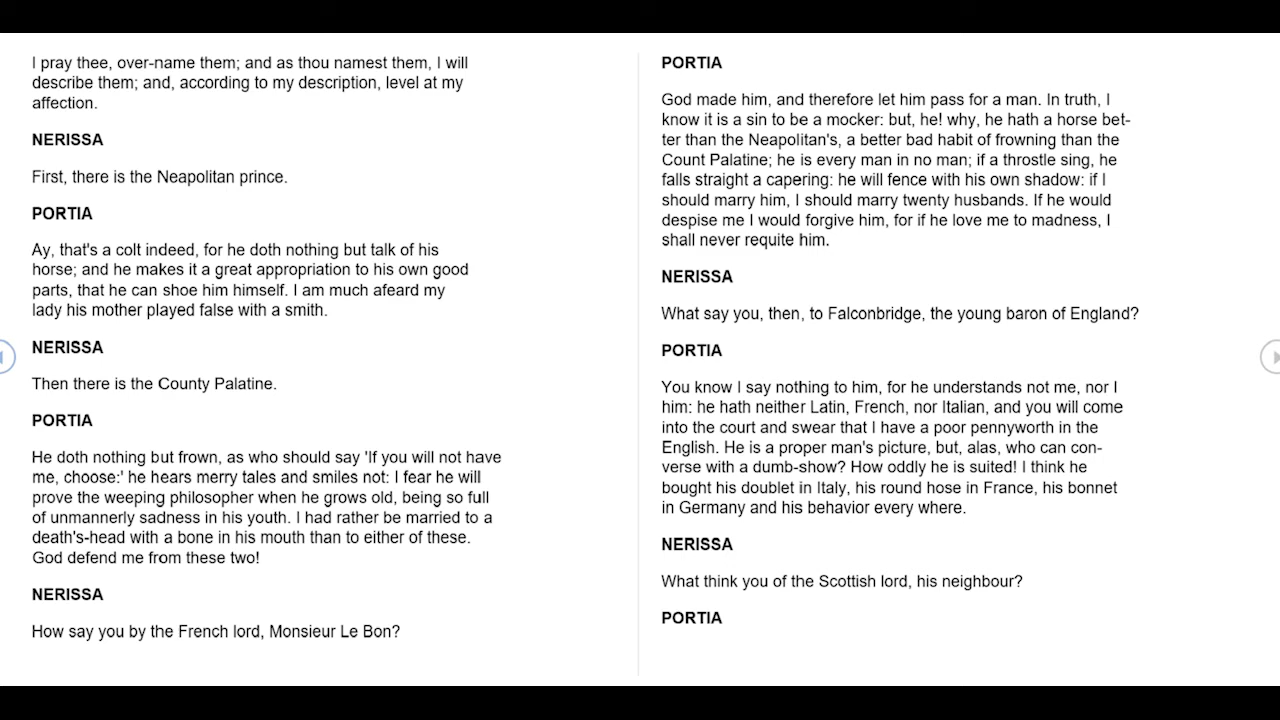 I pray thee, over-name them; and as thou namest them, I will
describe them; and, according to my description, level at my
affection.
NERISSA
First, there is the Neapolitan prince.
PORTIA
Ay, that's a colt indeed, for he doth nothing but talk of his
horse; and he makes it a great appropriation to his own good
parts, that he can shoe him himself. I am much afeard my
lady his mother played false with a smith.
NERISSA
Then there is the County Palatine.
PORTIA
He doth nothing but frown, as who should say 'If you will not have
me, choose:' he hears merry tales and smiles not: I fear he will
prove the weeping philosopher when he grows old, being so full
of unmannerly sadness in his youth. I had rather be married to a
death's-head with a bone in his mouth than to either of these.
God defend me from these two!
NERISSA
How say you by the French lord, Monsieur Le Bon?
PORTIA
God made him, and therefore let him pass for a man. In truth, I
know it is a sin to be a mocker: but, he! why, he hath a horse bet-
ter than the Neapolitan's, a better bad habit of frowning than the
Count Palatine; he is every man in no man; if a throstle sing, he
falls straight a capering: he will fence with his own shadow: if I
should marry him, I should marry twenty husbands. If he would
despise me I would forgive him, for if he love me to madness, I
shall never requite him.
NERISSA
What say you, then, to Falconbridge, the young baron of England?
PORTIA
You know I say nothing to him, for he understands not me, nor I
him: he hath neither Latin, French, nor Italian, and you will come
into the court and swear that I have a poor pennyworth in the
English. He is a proper man's picture, but, alas, who can con-
verse with a dumb-show? How oddly he is suited! I think he
bought his doublet in Italy, his round hose in France, his bonnet
in Germany and his behavior every where.
NERISSA
What think you of the Scottish lord, his neighbour?
PORTIA